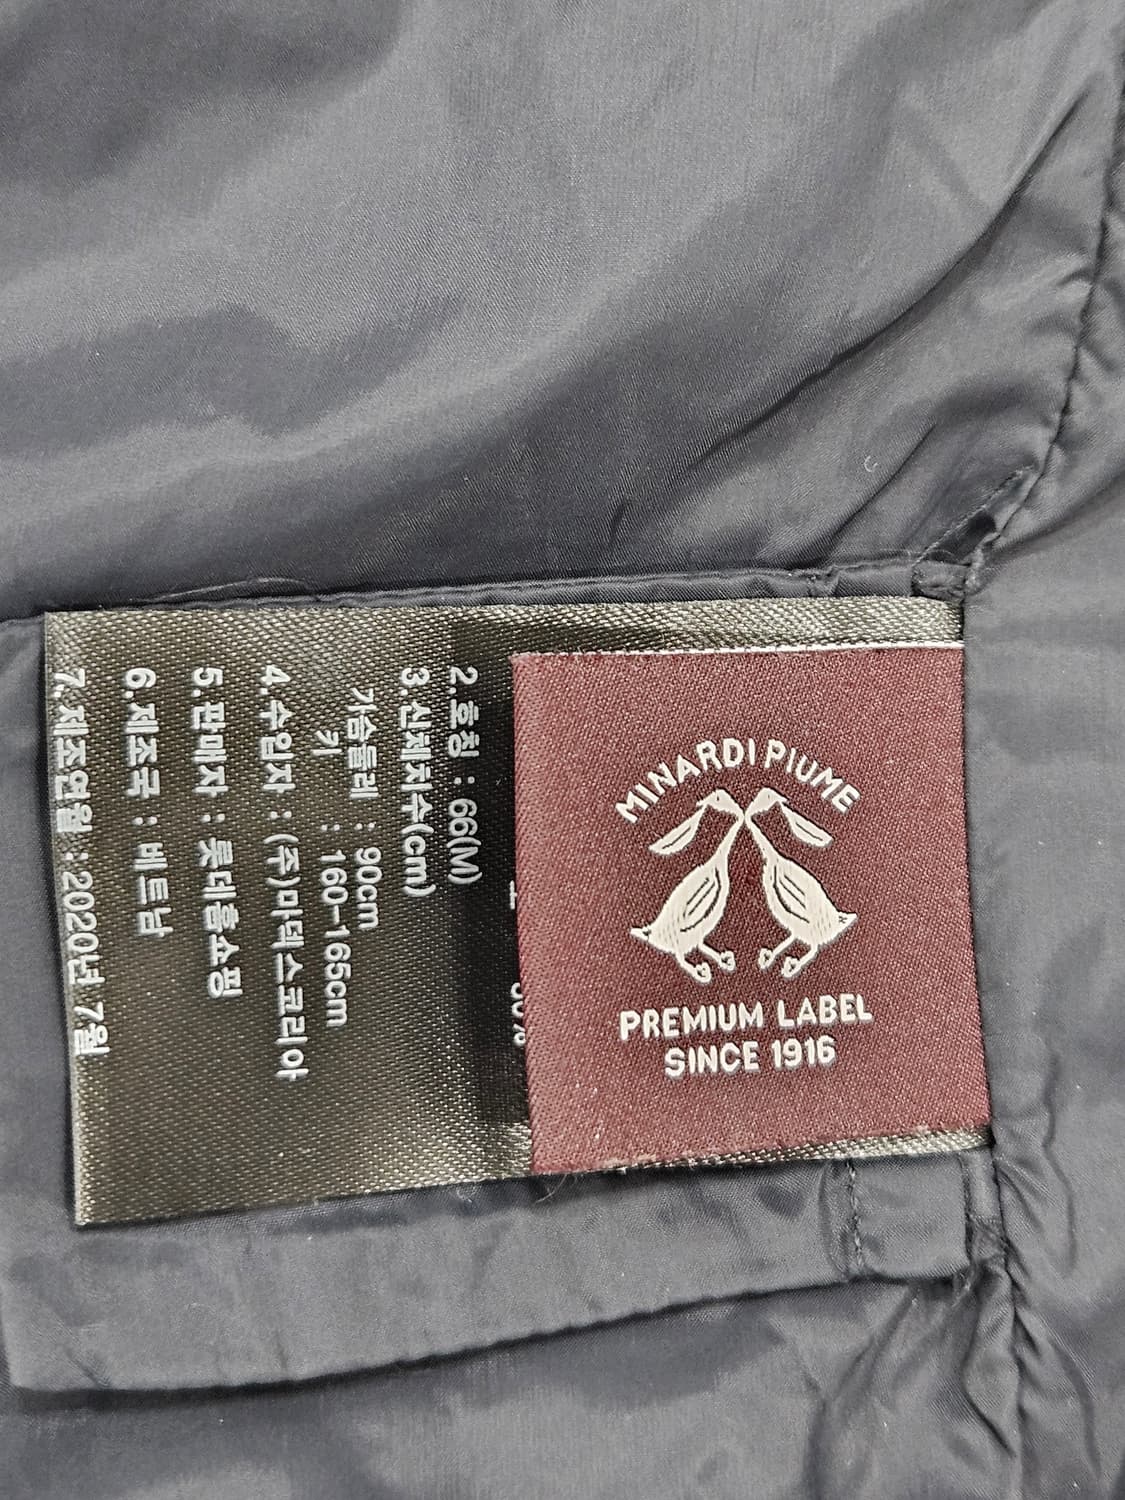 MINARDI PIUME
PREMIUM LABEL
SINCE 1916
2.호칭 : 66(M)
3.신체치수(cm)
가슴둘레 : 90cm
키 : 160-165cm
4.수입자 : (주)미덱스코리아
5.판매자 : 롯데홈쇼핑
6.제조국 : 베트남
7.제조연월 : 2020년 7월